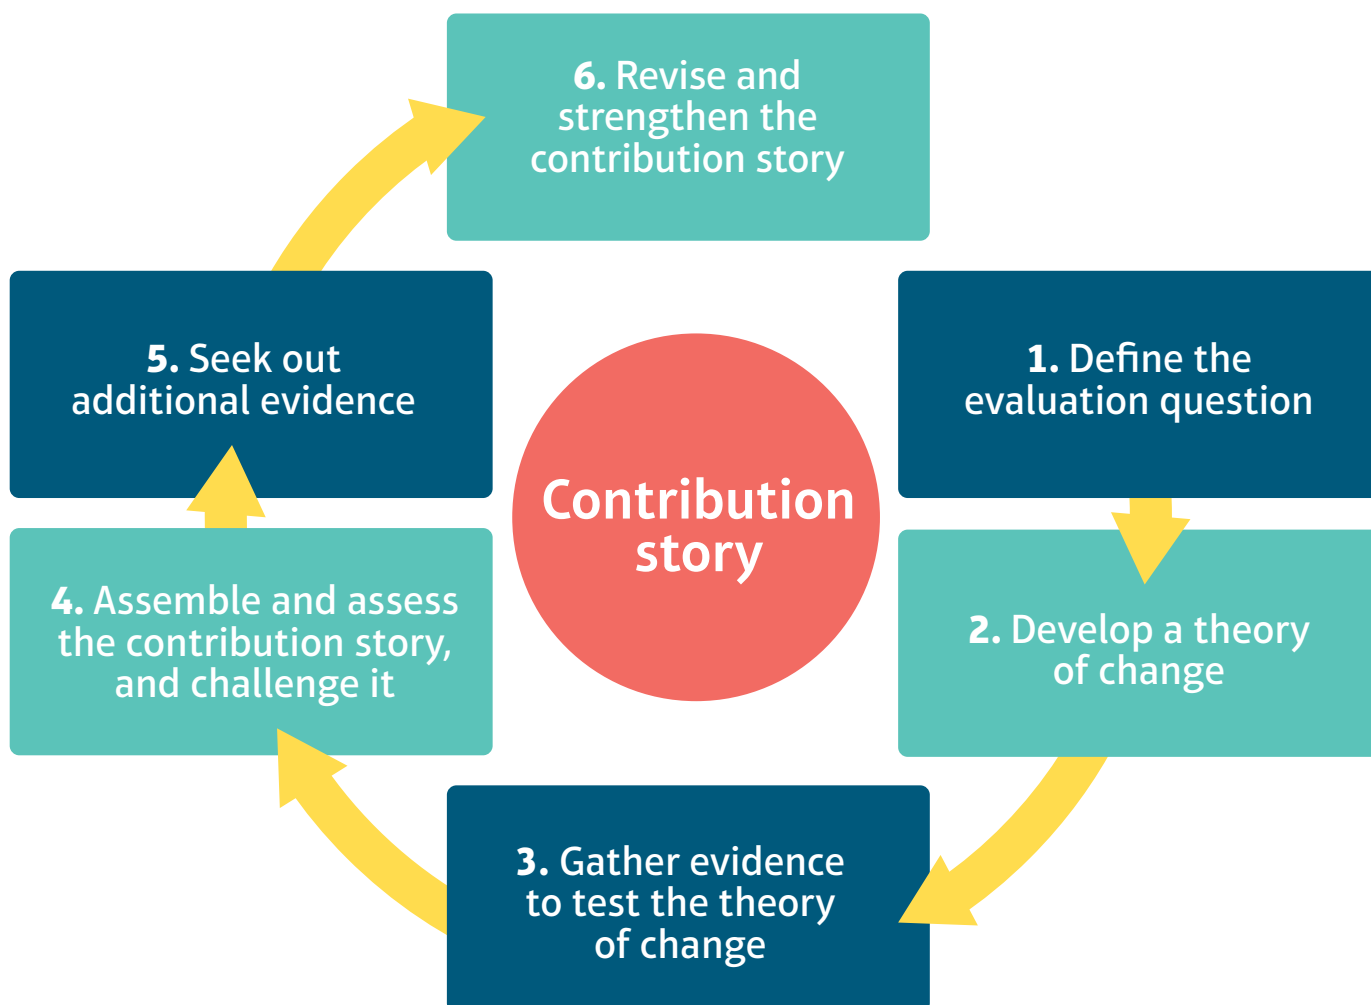 6. Revise and
strengthen the
contribution story
5. Seek out
additional evidence
1. Define the
evaluation question
Contribution
story
4. Assemble and assess
the contribution story,
and challenge it
2. Develop a theory
of change
3. Gather evidence
to test the theory
of change